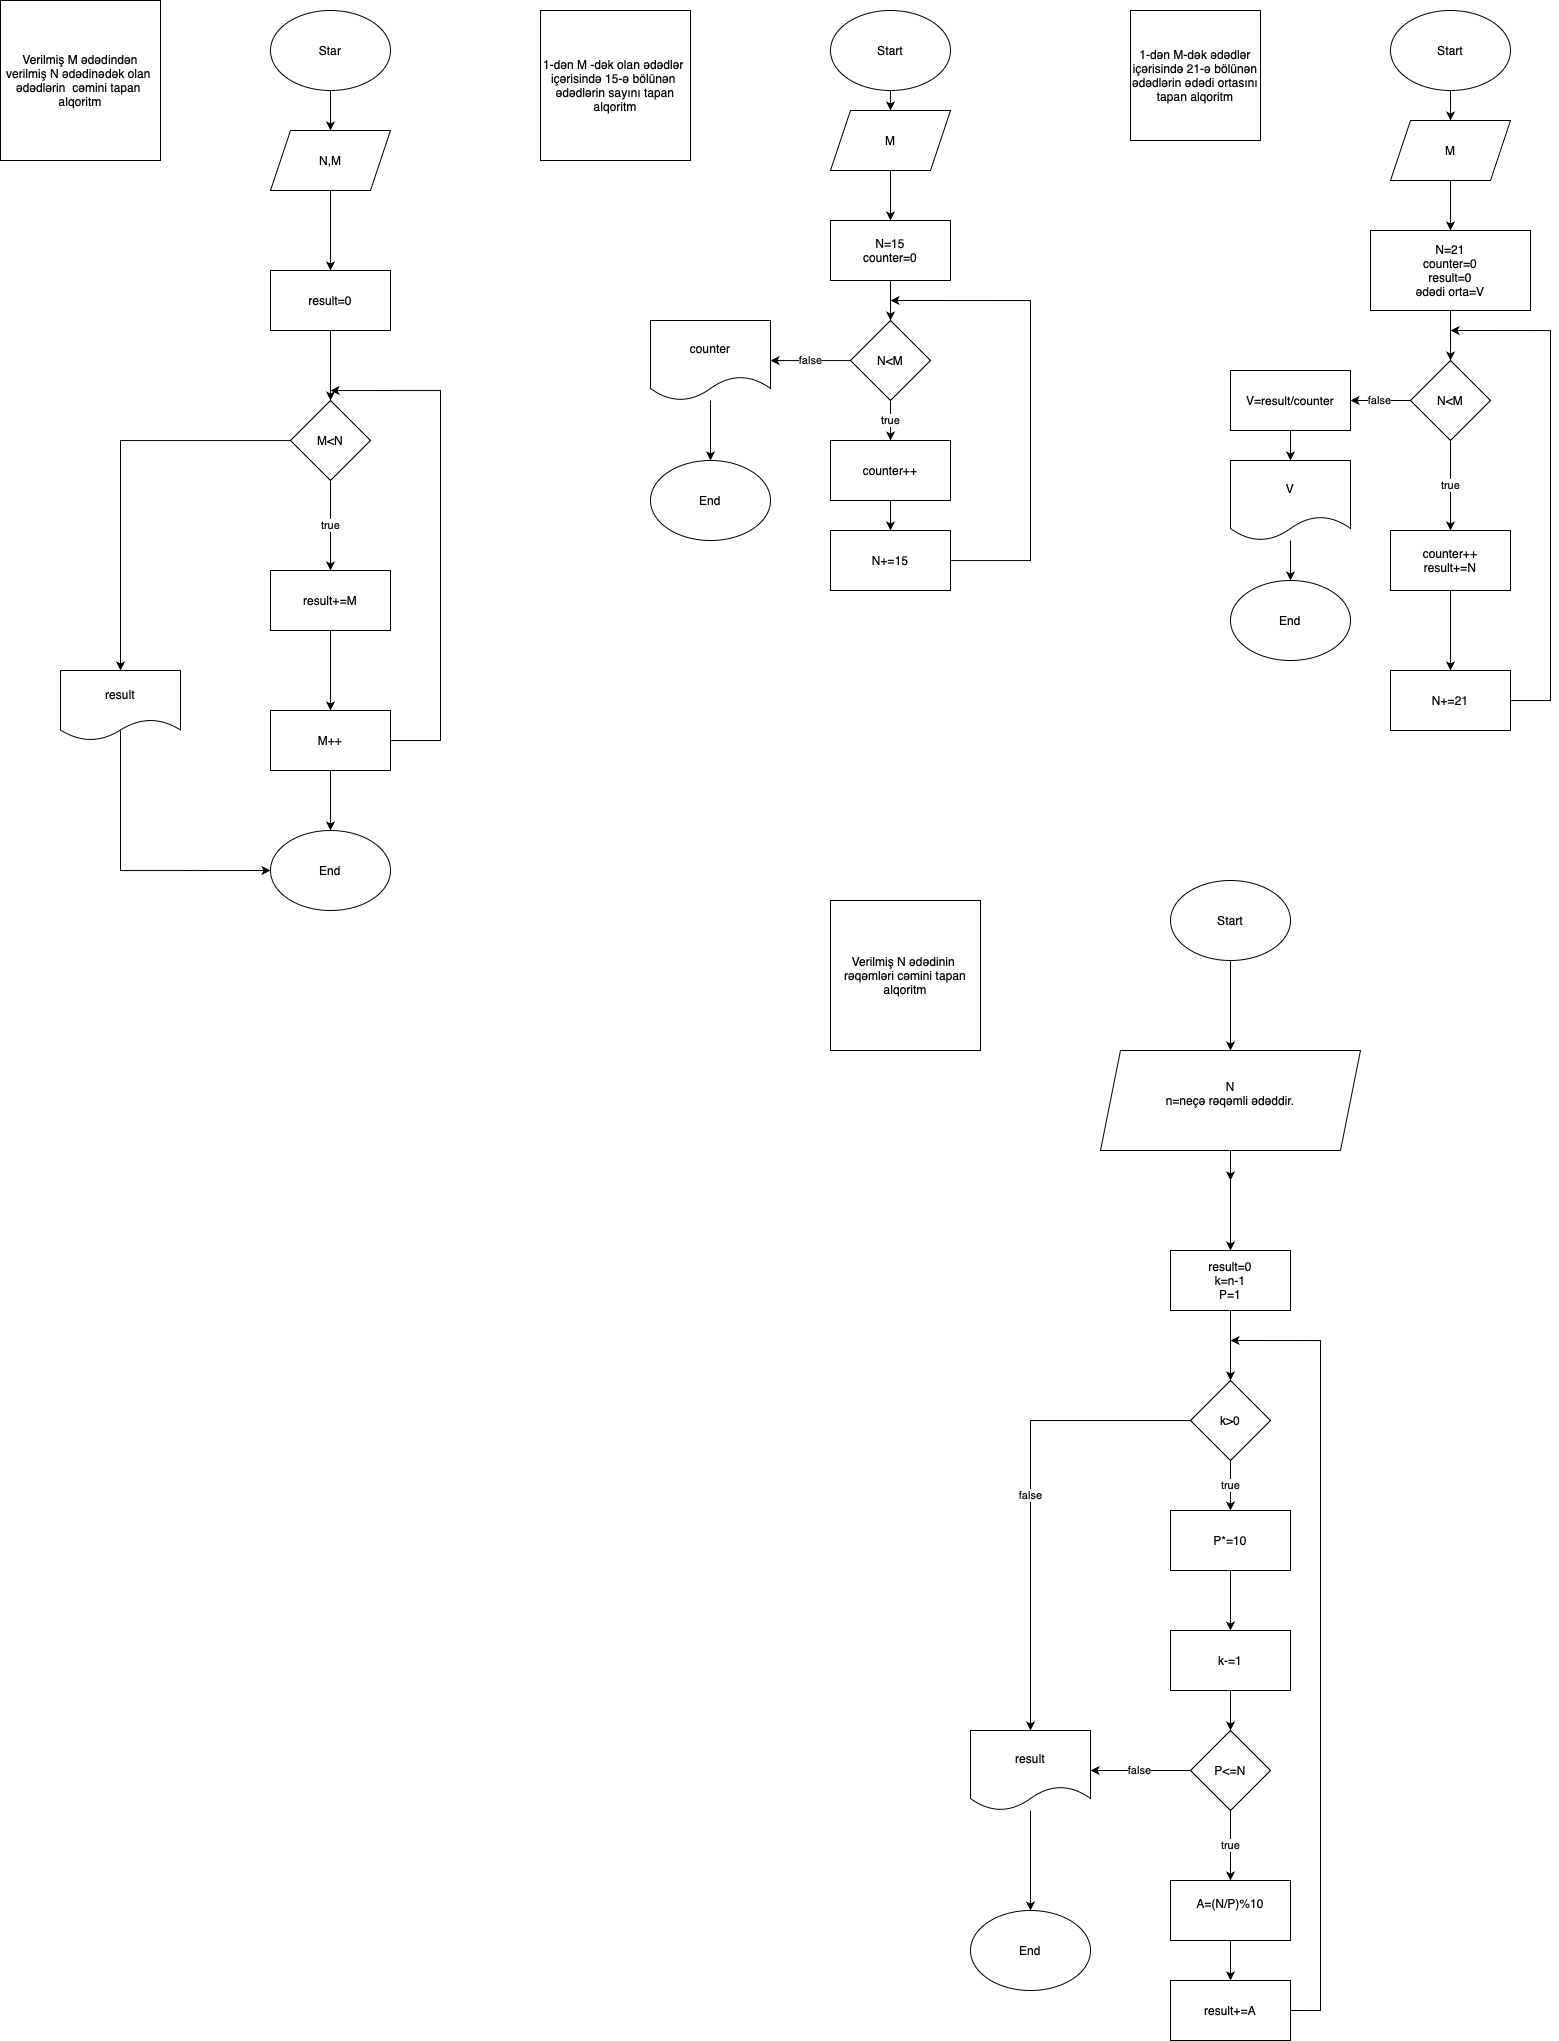 Verilmiş M ədədindən
verilmiş N ədədinədək olan
ədədlərin cəmini tapan
alqoritm
Star
N,M
result=0
M<N
true
result+=M
M++
result
End
1-dən M -dək olan ədədlər
içərisində 15-ə bölünən
ədədlərin sayını tapan
alqoritm
Start
M
N=15
counter=0
N<M
false
counter
End
true
counter++
N+=15
1-dən M-dək ədədlər
içərisində 21-ə bölünən
ədədlərin ədədi ortasını
tapan alqoritm
Start
M
N=21
counter=0
result=0
ədədi orta=V
N<M
false
V=result/counter
V
End
true
counter++
result+=N
N+=21
Verilmiş N ədədinin
rəqəmləri cəmini tapan
alqoritm
Start
N
n=neçə rəqəmli ədəddir.
result=0
k=n-1
P=1
k>0
false
true
P*=10
k-=1
P<=N
false
result
End
true
A=(N/P)%10
result+=A